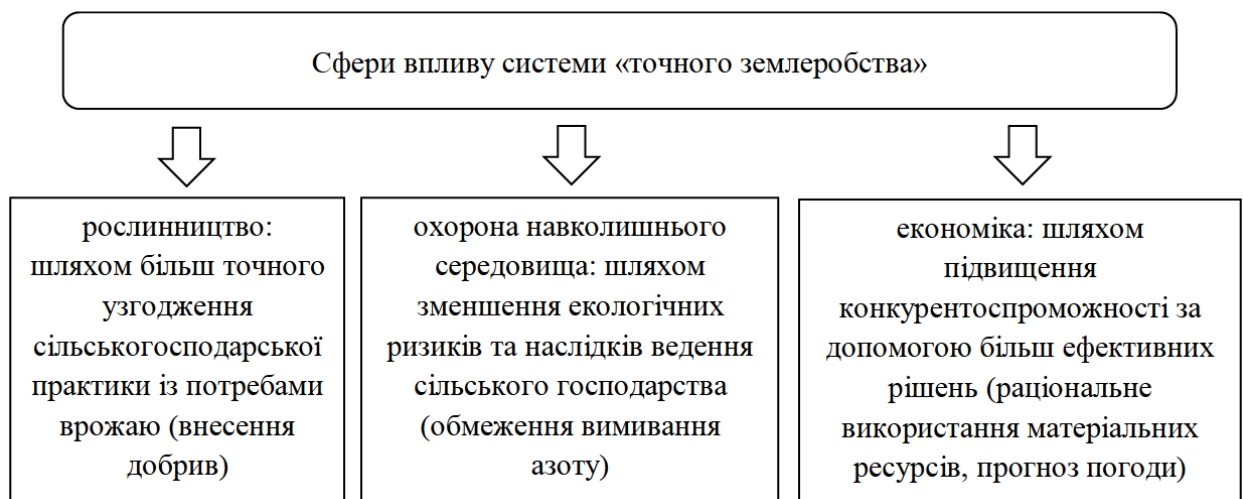 Сфери впливу системи «точного землеробства»
рослинництво:
шляхом більш точного
узгодження
сільськогосподарської
практики із потребами
врожаю (внесення
добрив)
охорона навколишнього
середовища: шляхом
зменшення екологічних
ризиків та наслідків ведення
сільського господарства
(обмеження вимивання
азоту)
економіка: шляхом
підвищення
конкурентоспроможності за
допомогою більш ефективних
рішень (раціональне
використання матеріальних
ресурсів, прогноз погоди)